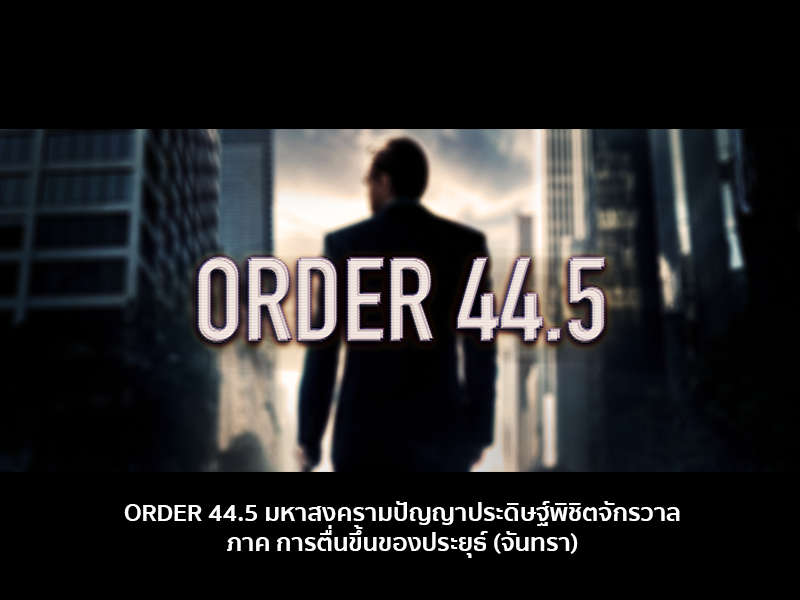 ORDER 44.5
ORDER 44.5 มหาสงครามปัญญาประดิษฐ์พิชิตจักรวาล
ภาค การตื่นขึ้นของประยุธ์ (จันทรา)